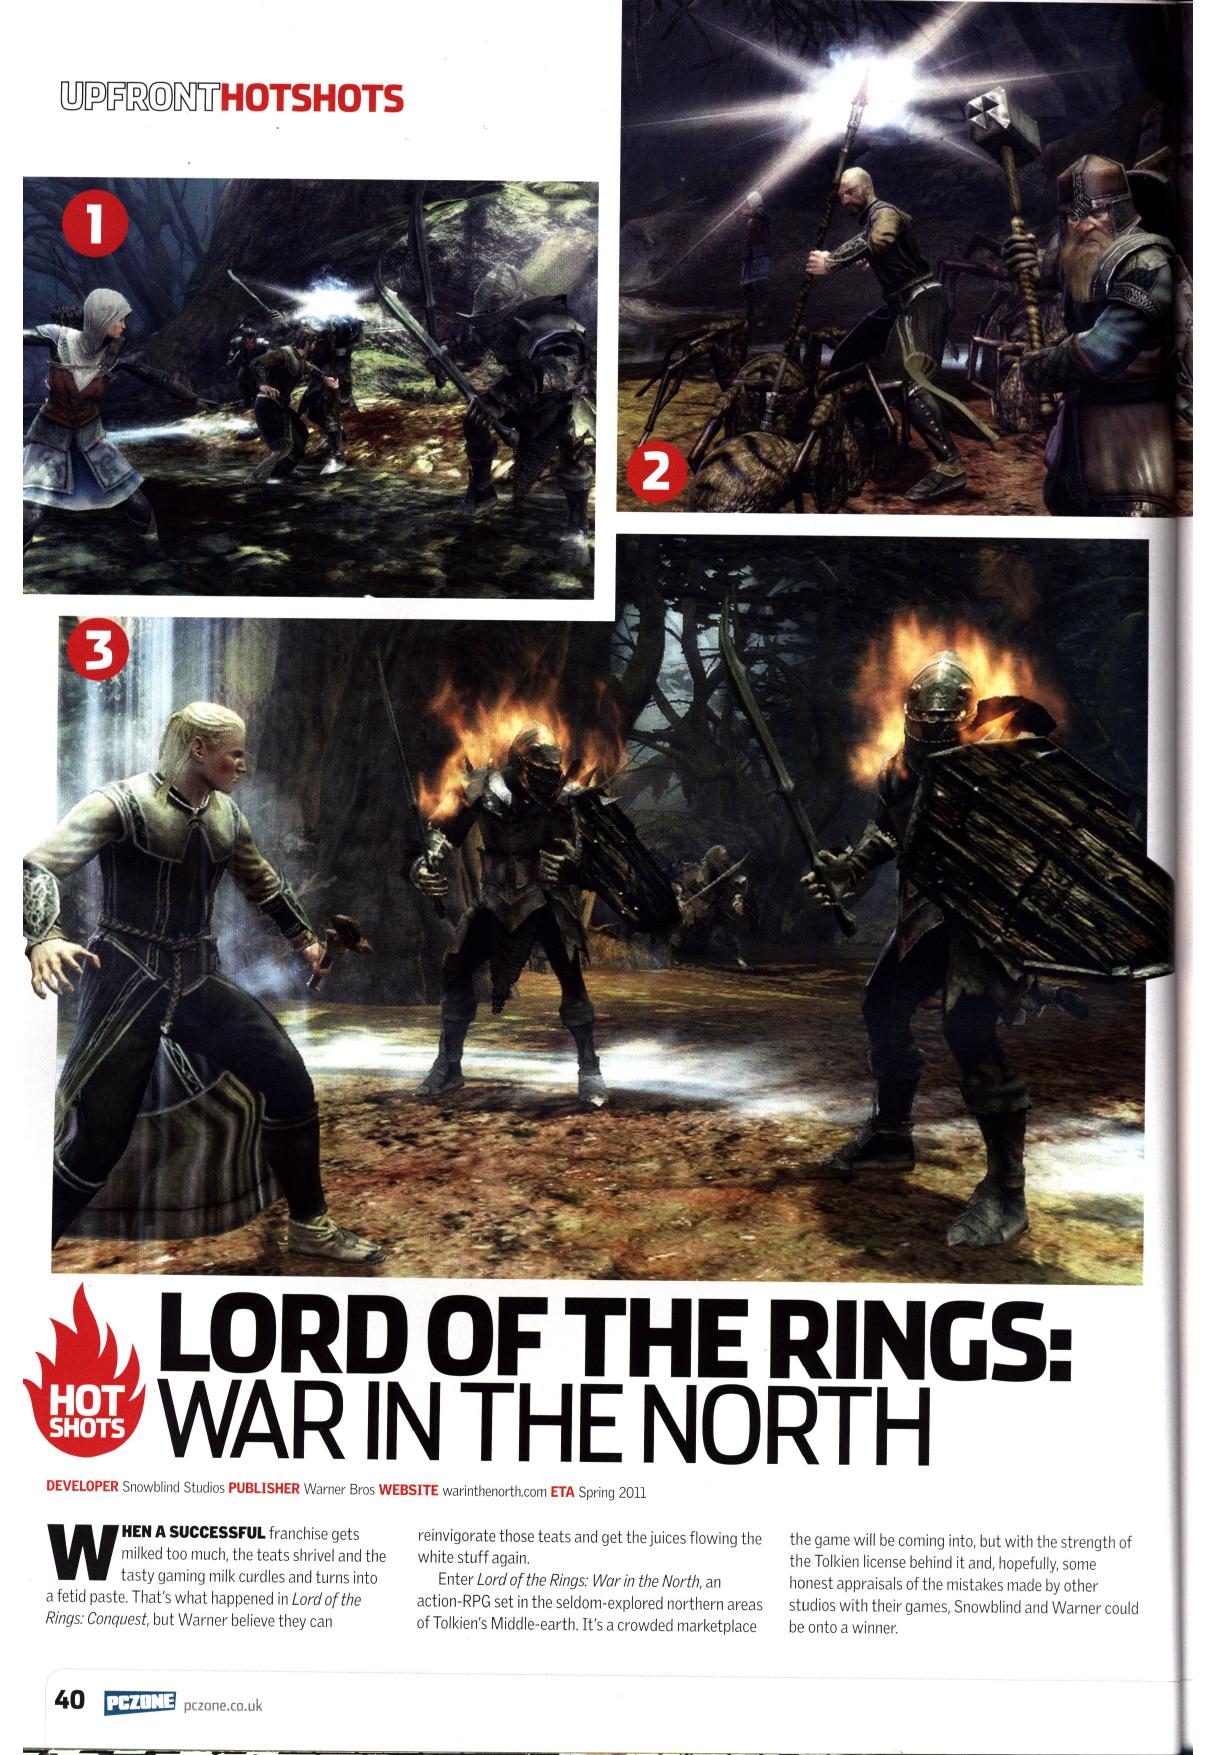 UPFRONTHOTSHOTS
1
2
3
HOT
SHOTS
LORD OF THE RINGS:
WAR IN THE NORTH
DEVELOPER Snowblind Studios PUBLISHER Warner Bros WEBSITE warinthenorth.com ETA Spring 2011
WHEN A SUCCESSFUL franchise gets
milked too much, the teats shrivel and the
tasty gaming milk curdles and turns into
a fetid paste. That's what happened in Lord of the
Rings: Conquest, but Warner believe they can
reinvigorate those teats and get the juices flowing the
white stuff again.
Enter Lord of the Rings: War in the North, an
action-RPG set in the seldom-explored northern areas
of Tolkien's Middle-earth. It's a crowded marketplace
the game will be coming into, but with the strength of
the Tolkien license behind it and, hopefully, some
honest appraisals of the mistakes made by other
studios with their games, Snowblind and Warner could
be onto a winner.
40 PCZONE pczone.co.uk